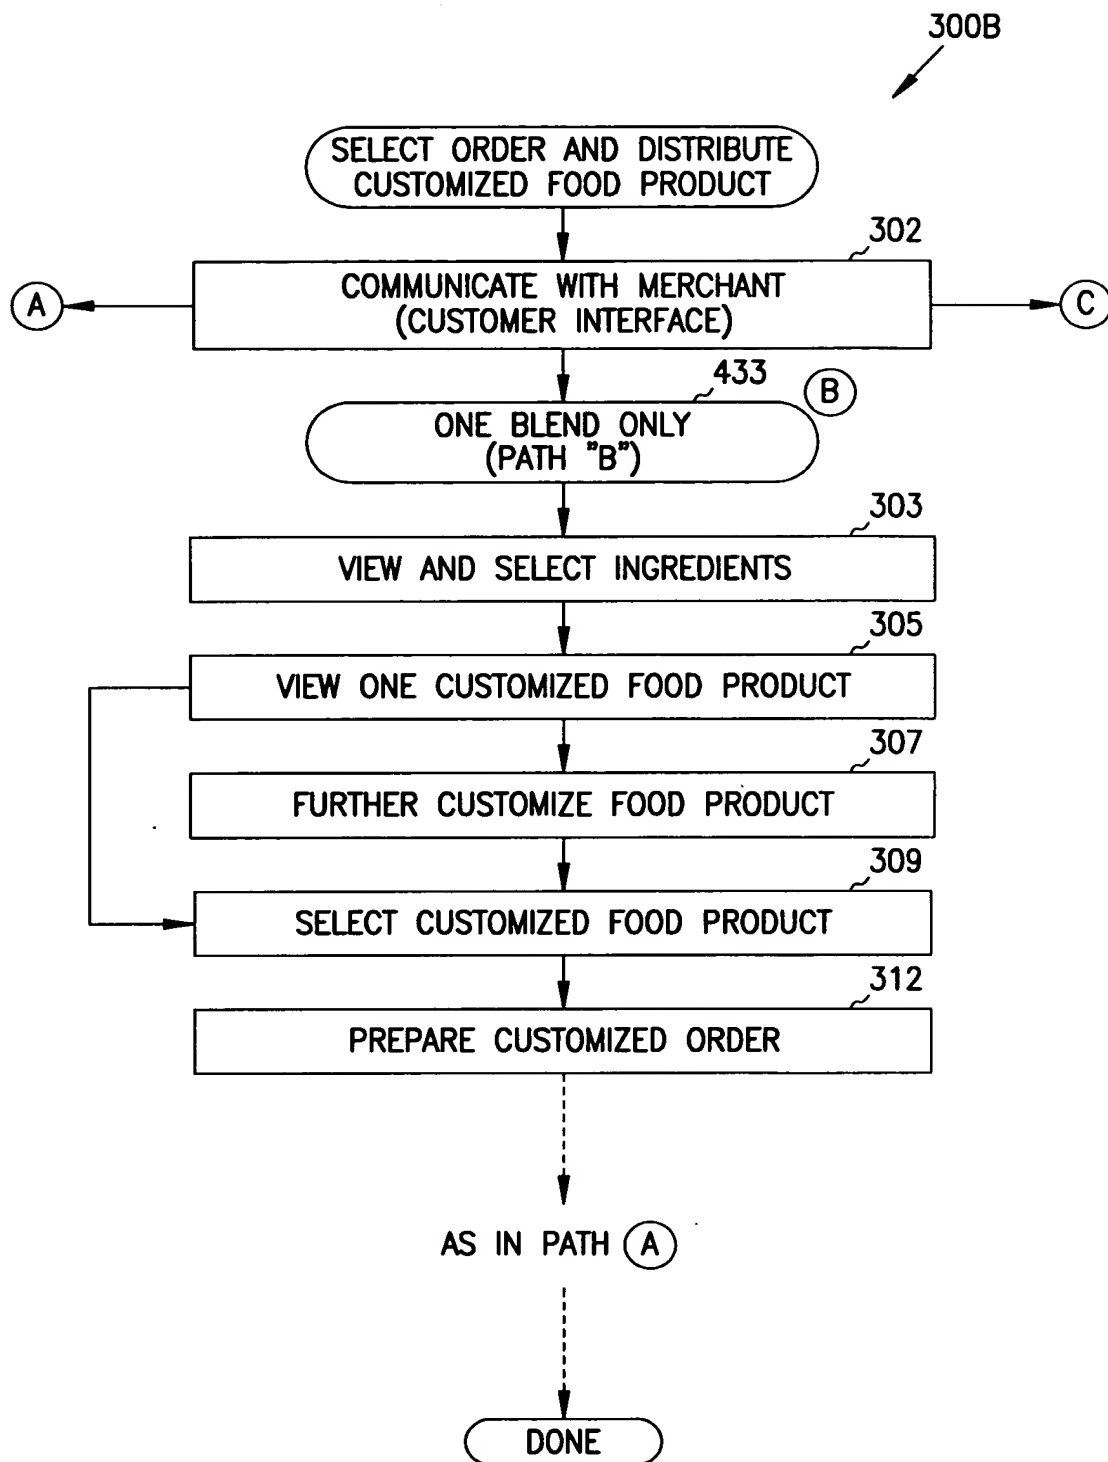 300B
SELECT ORDER AND DISTRIBUTE
CUSTOMIZED FOOD PRODUCT
302
COMMUNICATE WITH MERCHANT
(CUSTOMER INTERFACE)
A
C
433
B
ONE BLEND ONLY
(PATH "B")
303
VIEW AND SELECT INGREDIENTS
305
VIEW ONE CUSTOMIZED FOOD PRODUCT
307
FURTHER CUSTOMIZE FOOD PRODUCT
309
SELECT CUSTOMIZED FOOD PRODUCT
312
PREPARE CUSTOMIZED ORDER
AS IN PATH A
DONE